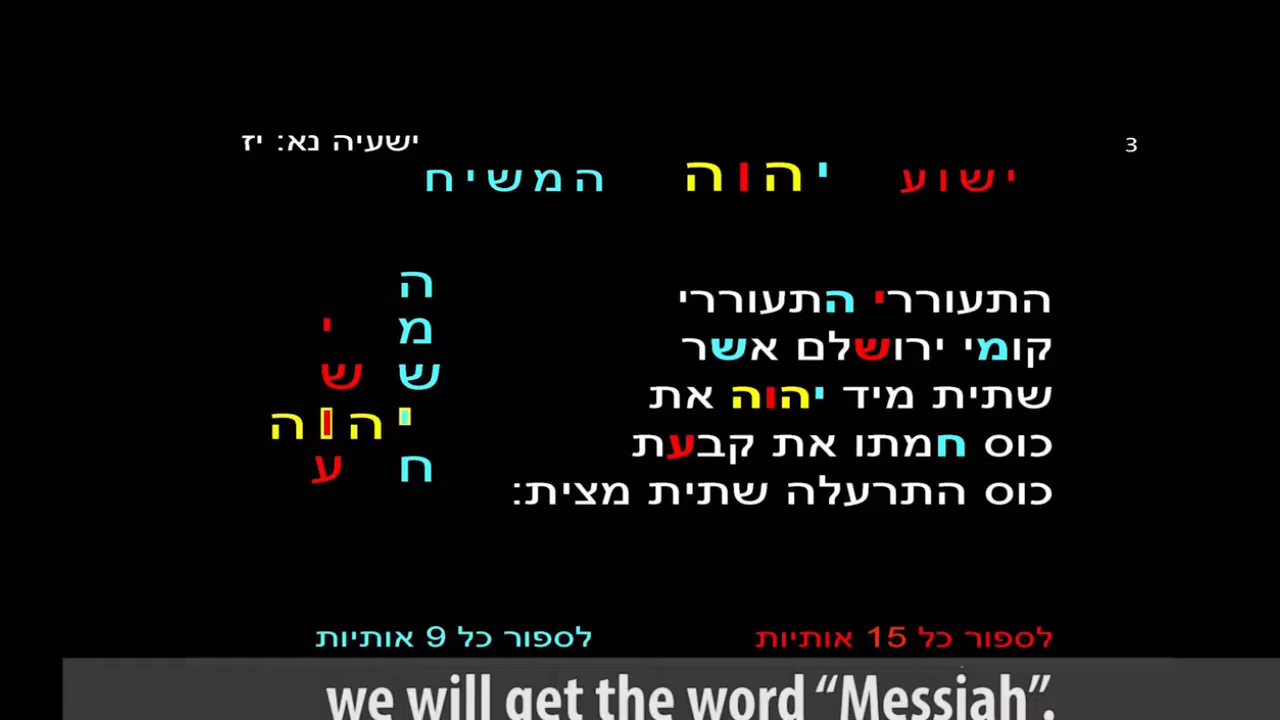 ישעיה נא: יז
3
ישוע יהוה המשיח
התעוררי התעוררי
קומי ירושלם אשר
שתית מיד יהוה את
כוס חמתו את קבעת
כוס התרעלה שתית מצית:
ה
מ
ש
י
ח
י
ש
יהוה
ע
לספור כל 15 אותיות
לספור כל 9 אותיות
we will get the word “Messiah”.